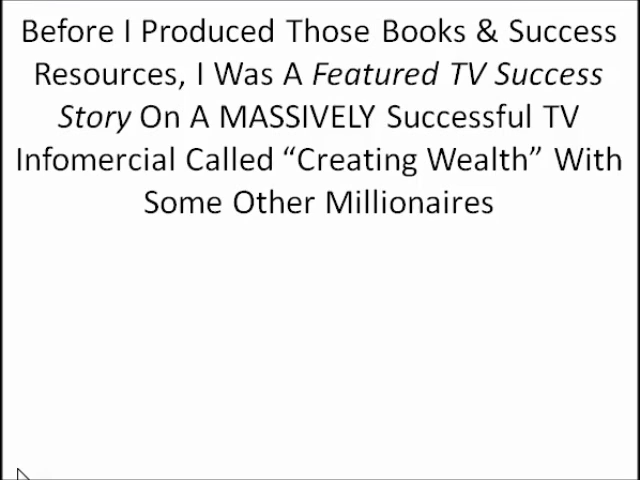 Before I Produced Those Books & Success
Resources, I Was A Featured TV Success
Story On A MASSIVELY Successful TV
Infomercial Called “Creating Wealth” With
Some Other Millionaires